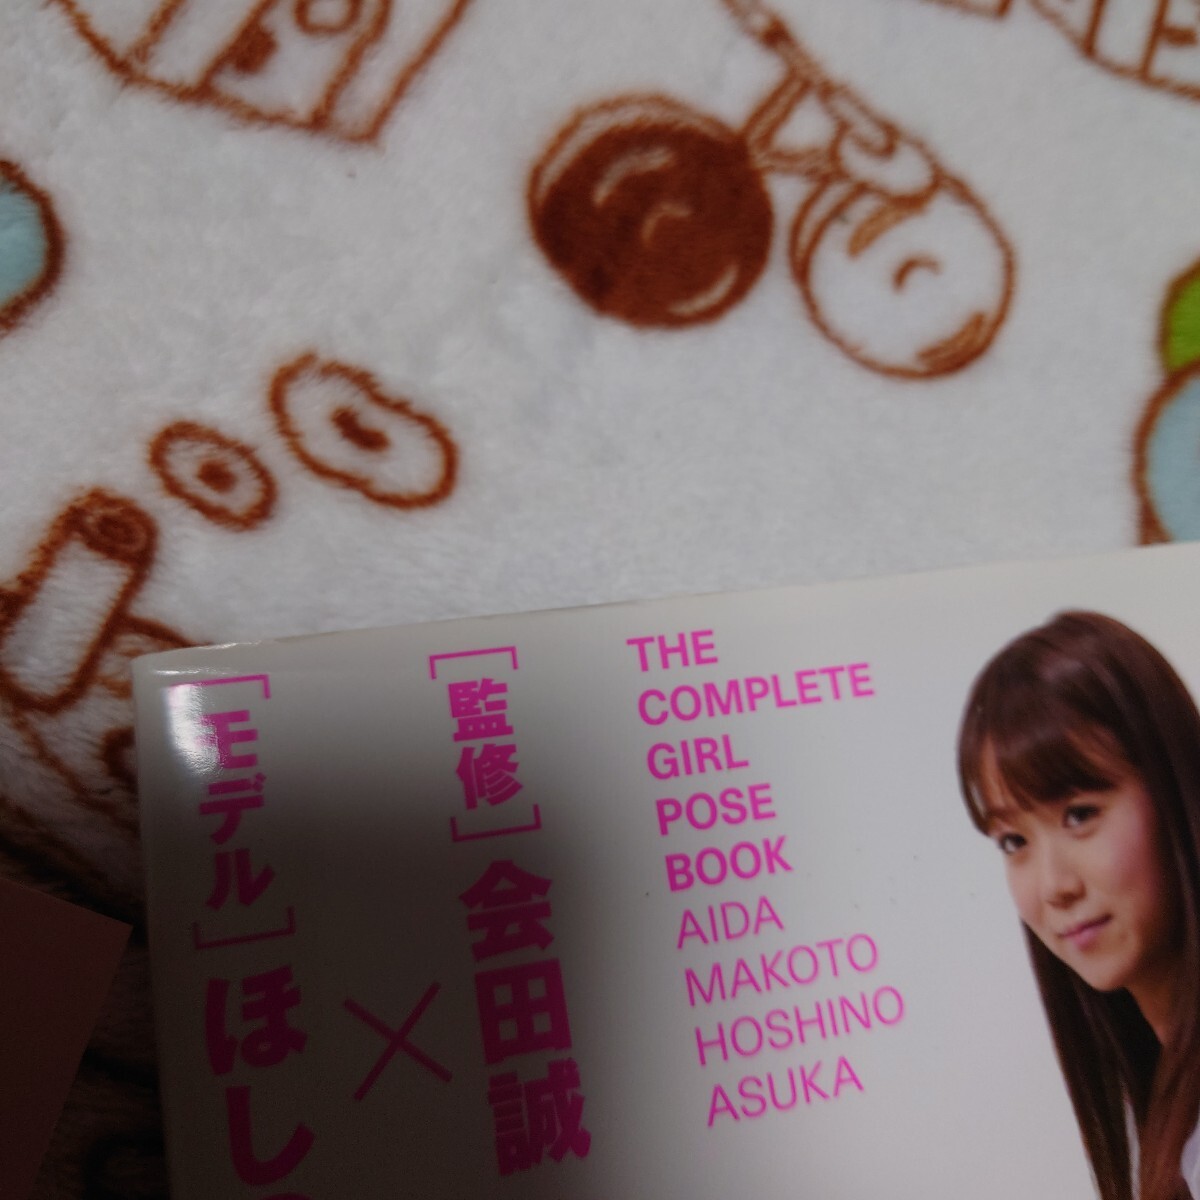 THE
COMPLETE
GIRL
POSE
BOOK
AIDA
MAKOTO
HOSHINO
ASUKA
[監修]会田誠
×
[モデル]ほし